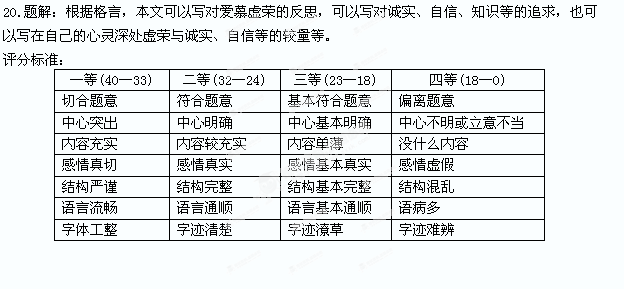 20.题解：根据格言，本文可以写对爱慕虚荣的反思，可以写对诚实、自信、知识等的追求，也可
以写在自己的心灵深处虚荣与诚实、自信等的较量等。
评分标准：
一等(40—33) 二等(32—24) 三等(23—18) 四等(18—0)
切合题意 符合题意 基本符合题意 偏离题意
中心突出 中心明确 中心基本明确 中心不明或立意不当
内容充实 内容较充实 内容单薄 没什么内容
感情真切 感情真实 感情基本真实 感情虚假
结构严谨 结构完整 结构基本完整 结构混乱
语言流畅 语言通顺 语言基本通顺 语病多
字体工整 字迹清楚 字迹潦草 字迹难辨